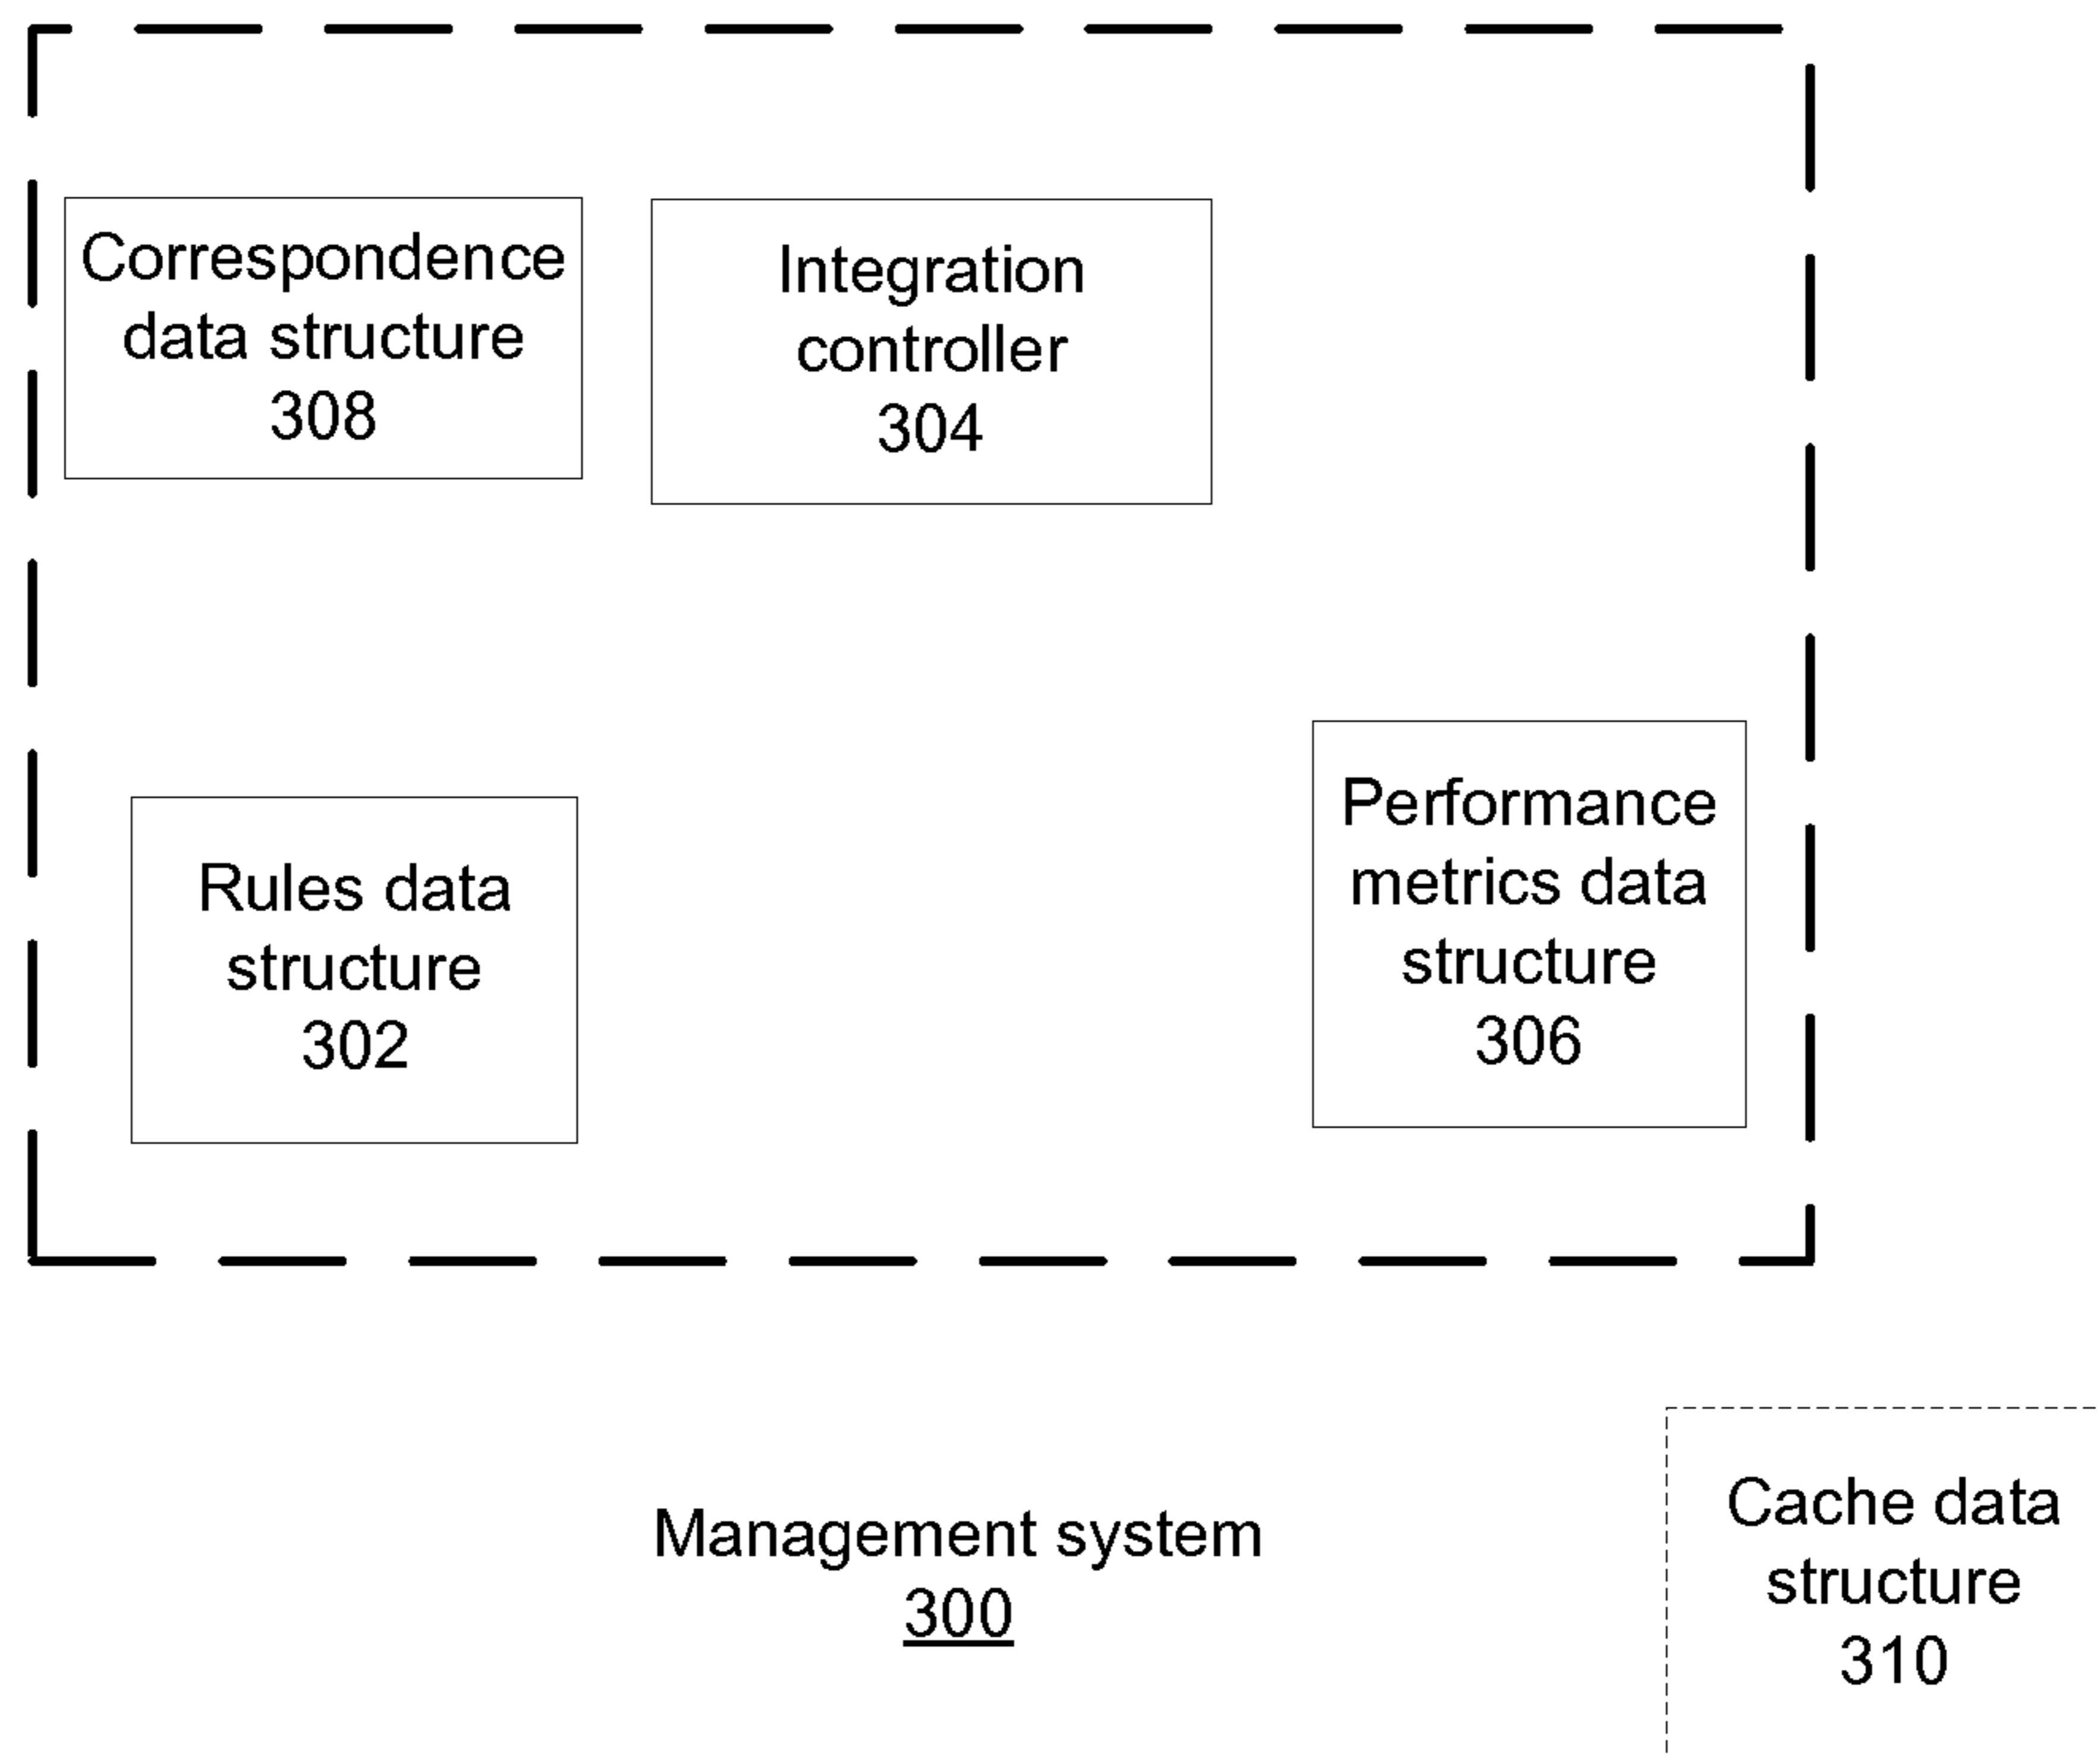 Correspondence
data structure
308
Integration
controller
304
Rules data
structure
302
Performance
metrics data
structure
306
Management system
300
Cache data
structure
310